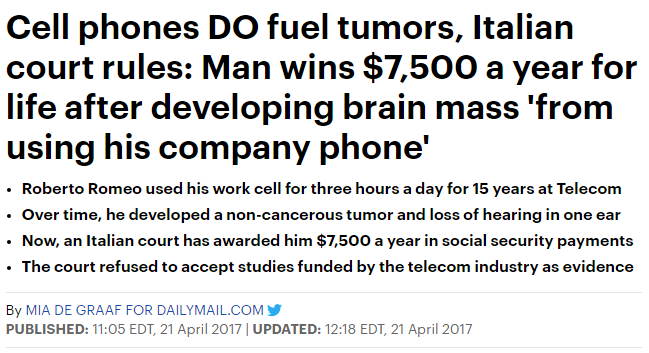 Cell phones DO fuel tumors, Italian
court rules: Man wins $7,500 a year for
life after developing brain mass 'from
using his company phone'
• Roberto Romeo used his work cell for three hours a day for 15 years at Telecom
• Over time, he developed a non-cancerous tumor and loss of hearing in one ear
• Now, an Italian court has awarded him $7,500 a year in social security payments
• The court refused to accept studies funded by the telecom industry as evidence
By MIA DE GRAAF FOR DAILYMAIL.COM
PUBLISHED: 11:05 EDT, 21 April 2017 | UPDATED: 12:18 EDT, 21 April 2017